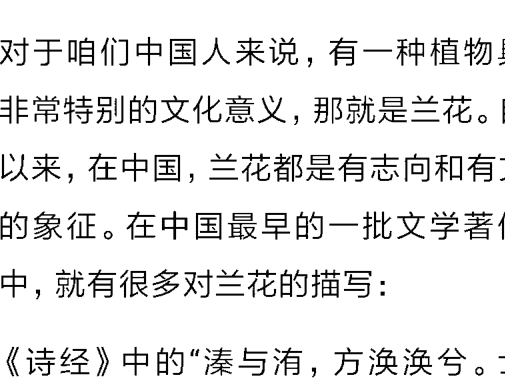 对于咱们中国人来说，有一种植物
非常特别的文化意义，那就是兰花。
以来，在中国，兰花都是有志向和有
的象征。在中国最早的一批文学著
中，就有很多对兰花的描写：
《诗经》中的“溱与洧，方涣涣兮。